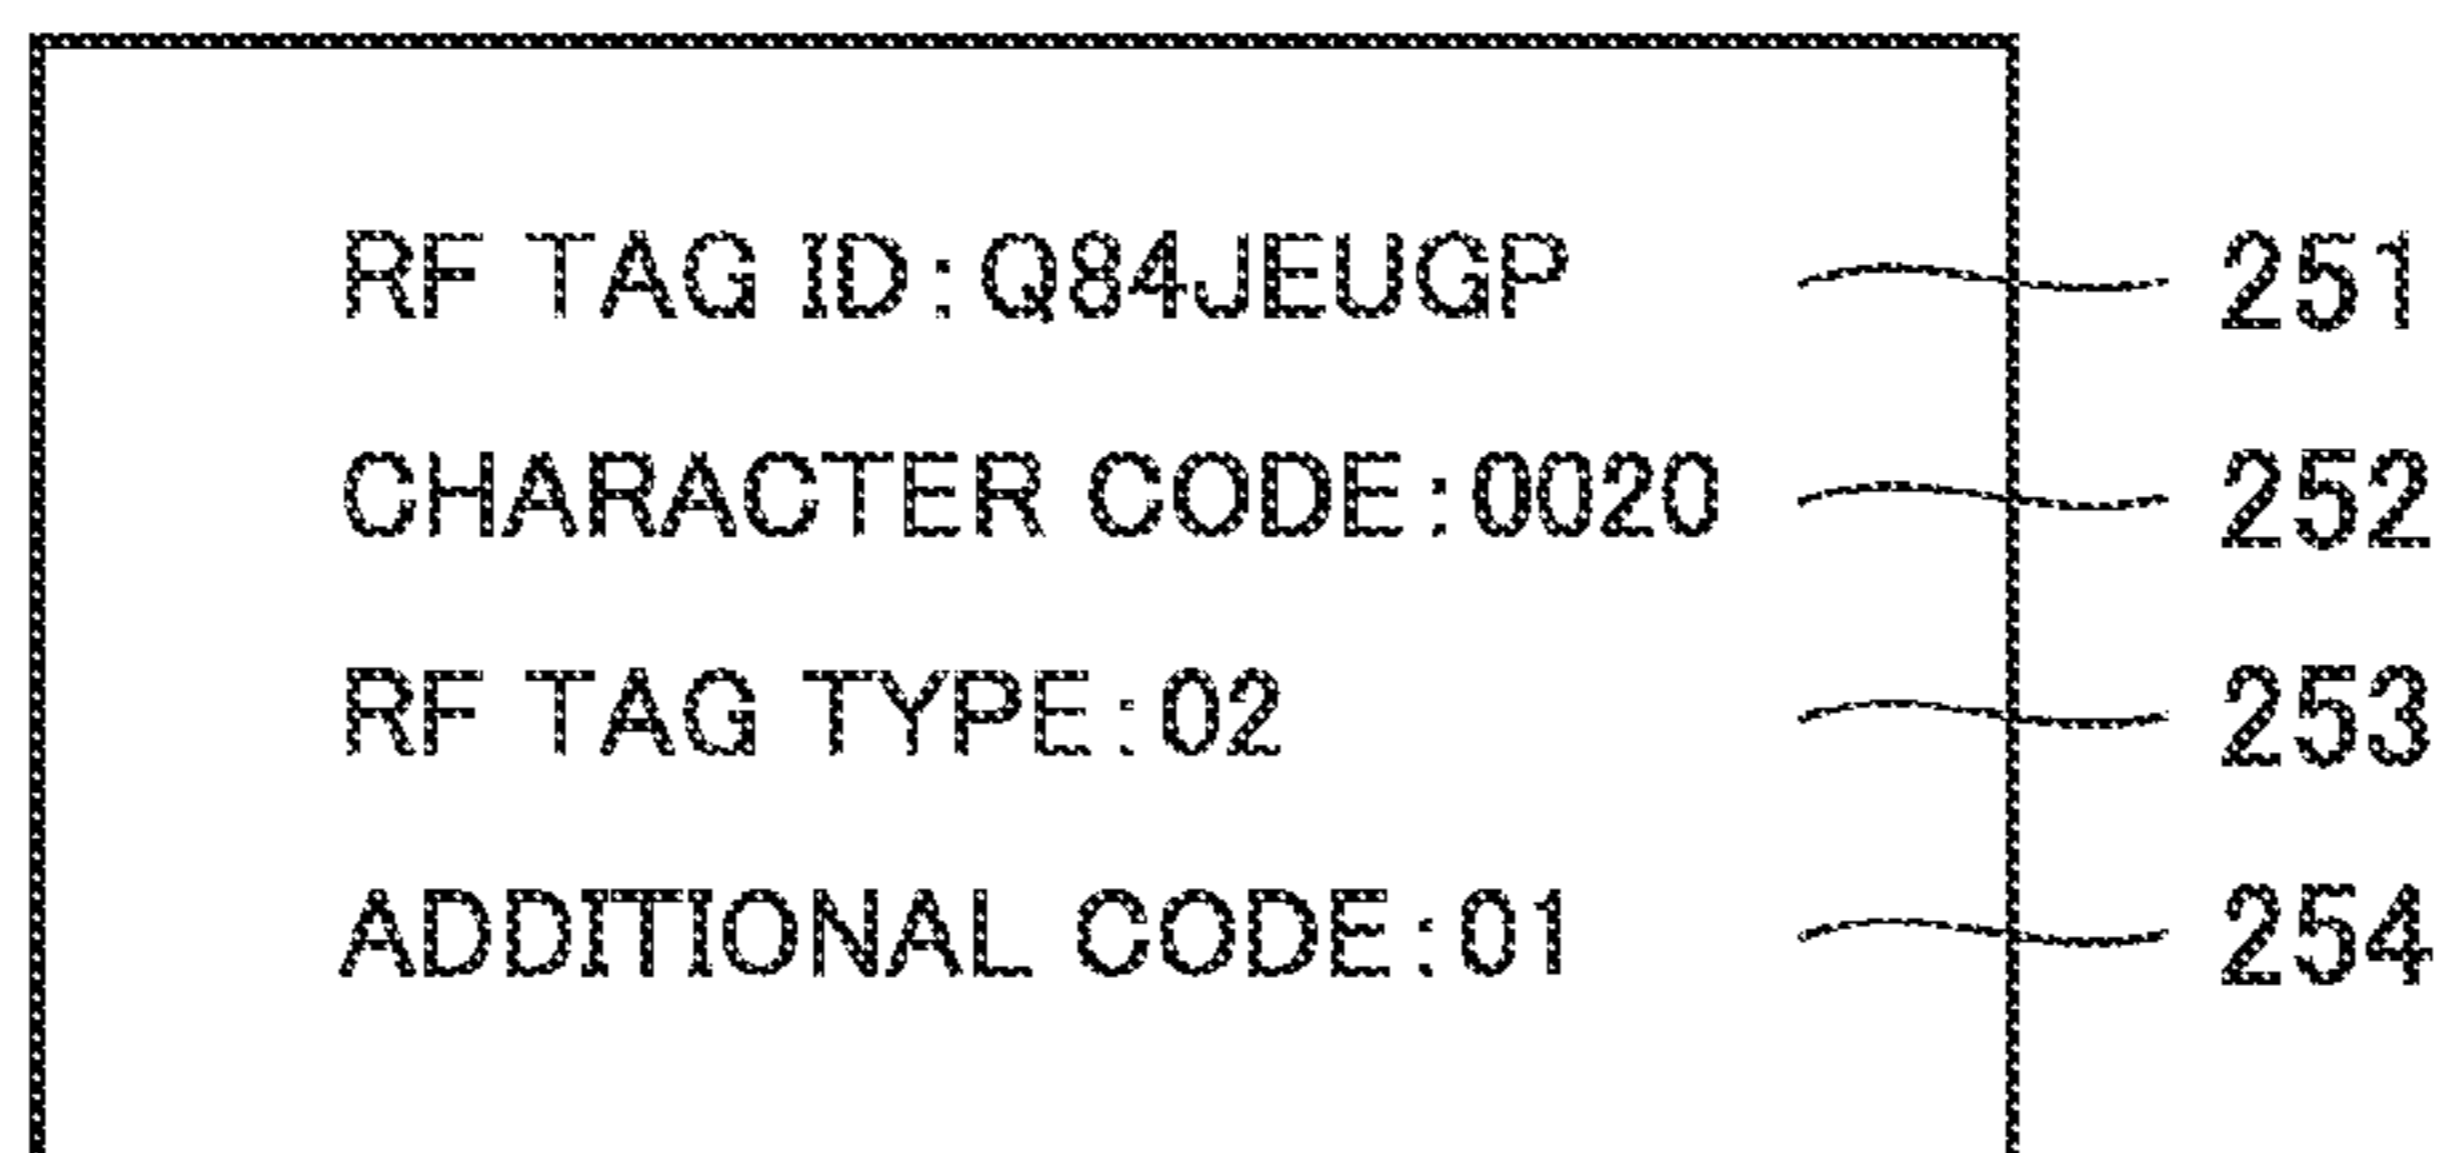 RF TAG ID:Q84JEUGP 251
CHARACTER CODE:0020 252
RF TAG TYPE:02 253
ADDITIONAL CODE:01 254